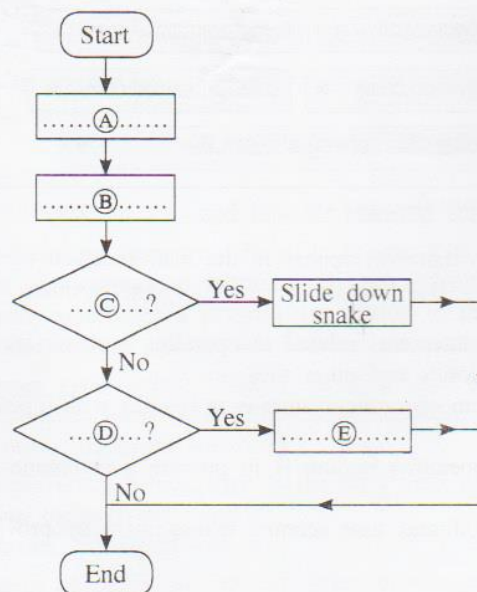 Start
......Ⓐ......
......Ⓑ......
...Ⓒ...?
Yes
Slide down
snake
No
...Ⓓ...?
Yes
......Ⓔ......
No
End